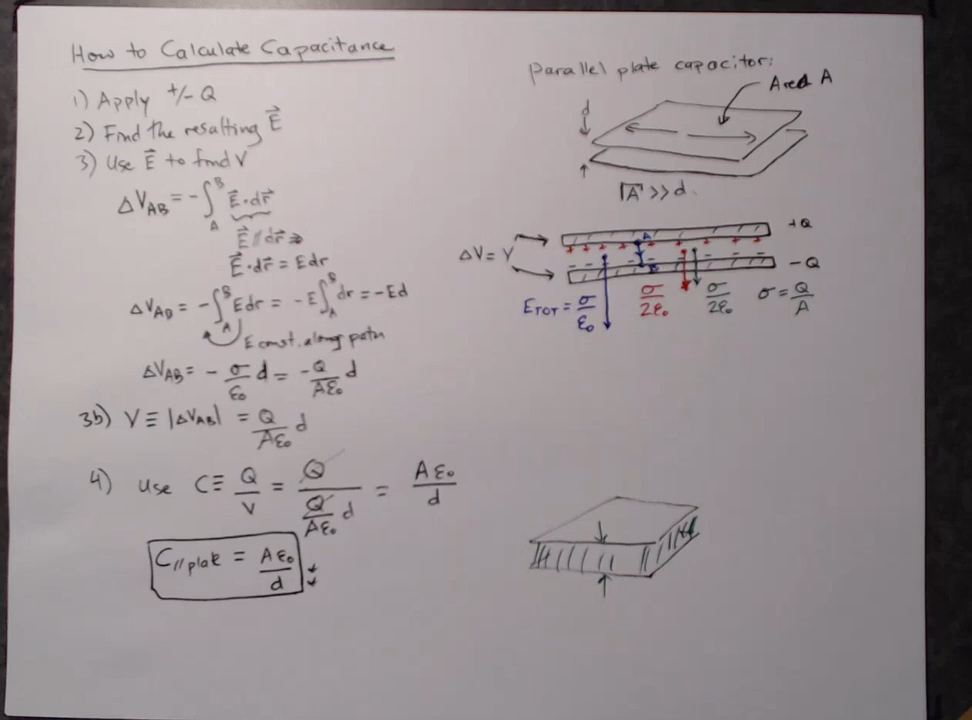 How to Calculate Capacitance
1) Apply +/- Q
2) Find the resulting E⃗
3) Use E⃗ to find V
ΔV_AB = -∫_A^B E⃗·dr⃗
E⃗ // dr⃗ ⇒
E⃗·dr⃗ = Edr
ΔV_AB = -∫_A^B Edr = -E∫_A^B dr = -Ed
E const. along path
ΔV_AB = - σ/ε₀ d = -Q/Aε₀ d
3b) V ≡ |ΔV_AB| = Q/Aε₀ d
4) Use C ≡ Q/V = Q/(Q/Aε₀ d) = Aε₀/d
C_//plate = Aε₀/d
Parallel plate capacitor:
Area A
d
√A >> d.
+Q
+ + + + + + + + +
A
ΔV = V
- - - - - - - - -
B
-Q
E_TOT = σ/ε₀ σ/2ε₀ σ/2ε₀ σ = Q/A